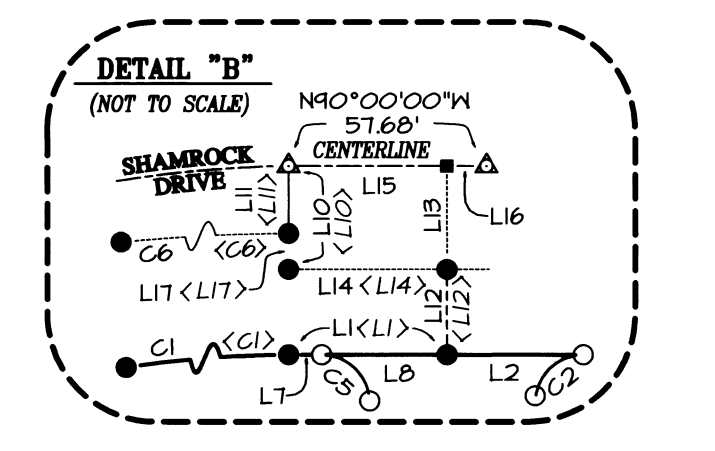 DETAIL "B"
(NOT TO SCALE)
N90°00'00"W
57.68'
CENTERLINE
SHAMROCK
DRIVE
L15
L16
L11
<L11>
L10
<L10>
L13
C6
<C6>
L17 <L17>
L14 <L14>
L12
<L12>
L1 <L1>
C1
<C1>
L7
C5
L8
L2
C2